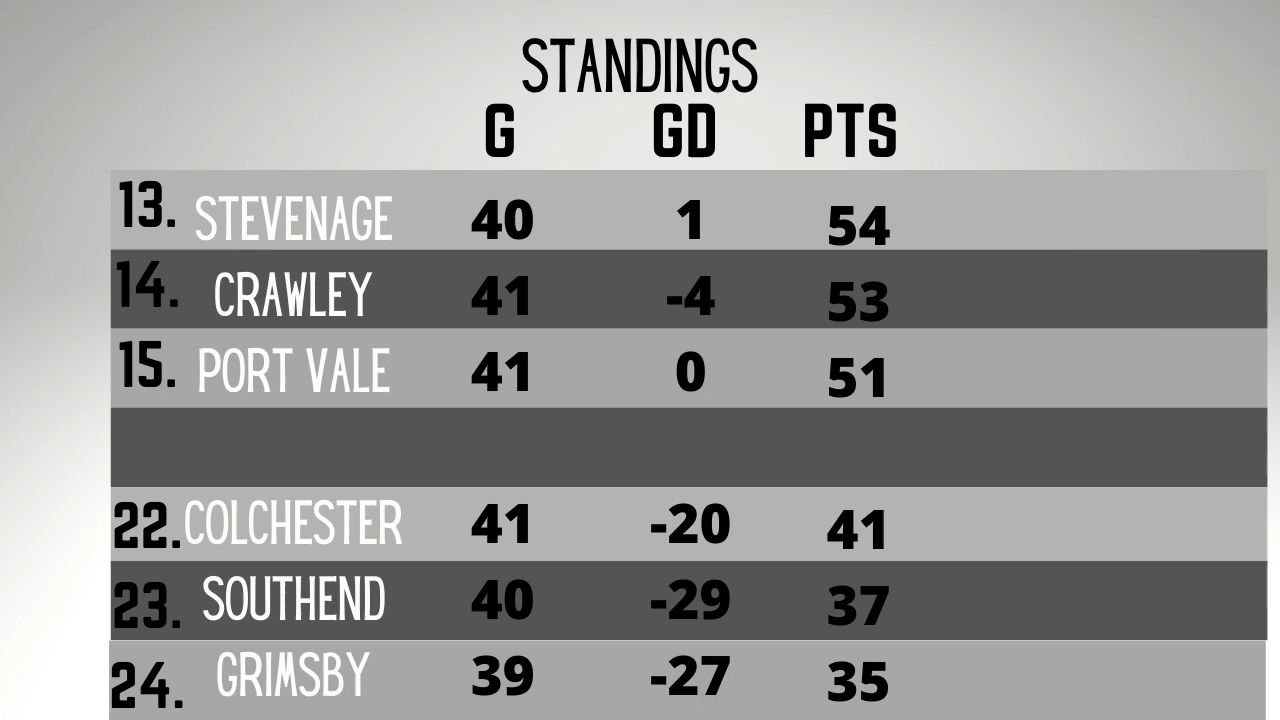 STANDINGS
G GD PTS
13. STEVENAGE 40 1 54
14. CRAWLEY 41 -4 53
15. PORT VALE 41 0 51
22. COLCHESTER 41 -20 41
23. SOUTHEND 40 -29 37
24. GRIMSBY 39 -27 35